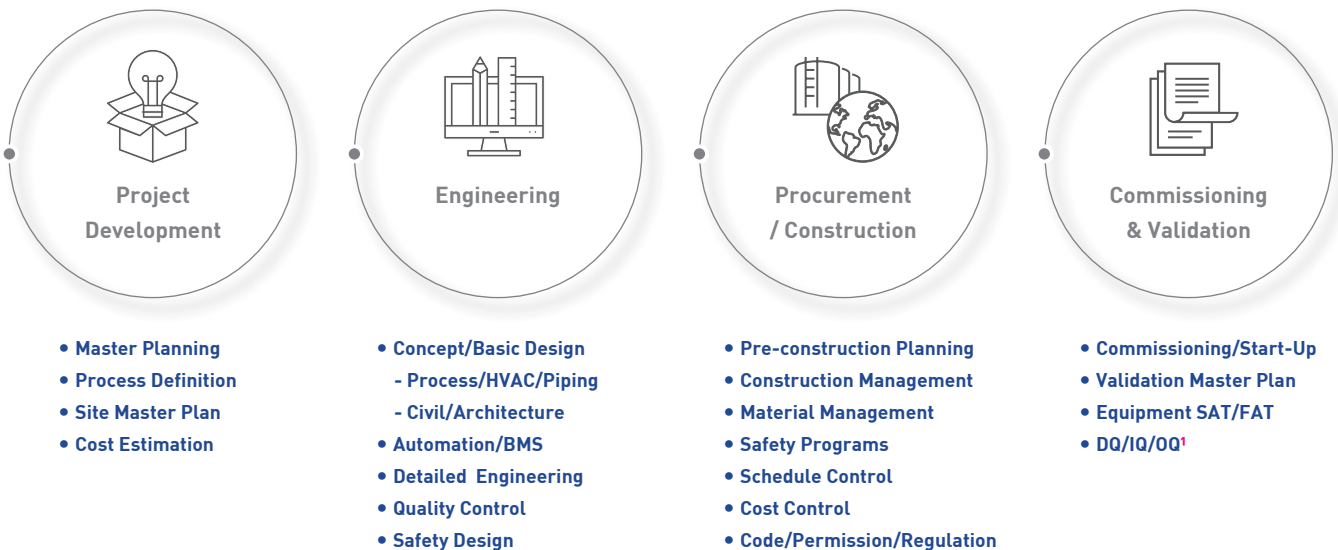 Project
Development
• Master Planning
• Process Definition
• Site Master Plan
• Cost Estimation
Engineering
• Concept/Basic Design
- Process/HVAC/Piping
- Civil/Architecture
• Automation/BMS
• Detailed Engineering
• Quality Control
• Safety Design
Procurement
/ Construction
• Pre-construction Planning
• Construction Management
• Material Management
• Safety Programs
• Schedule Control
• Cost Control
• Code/Permission/Regulation
Commissioning
& Validation
• Commissioning/Start-Up
• Validation Master Plan
• Equipment SAT/FAT
• DQ/IQ/OQ¹